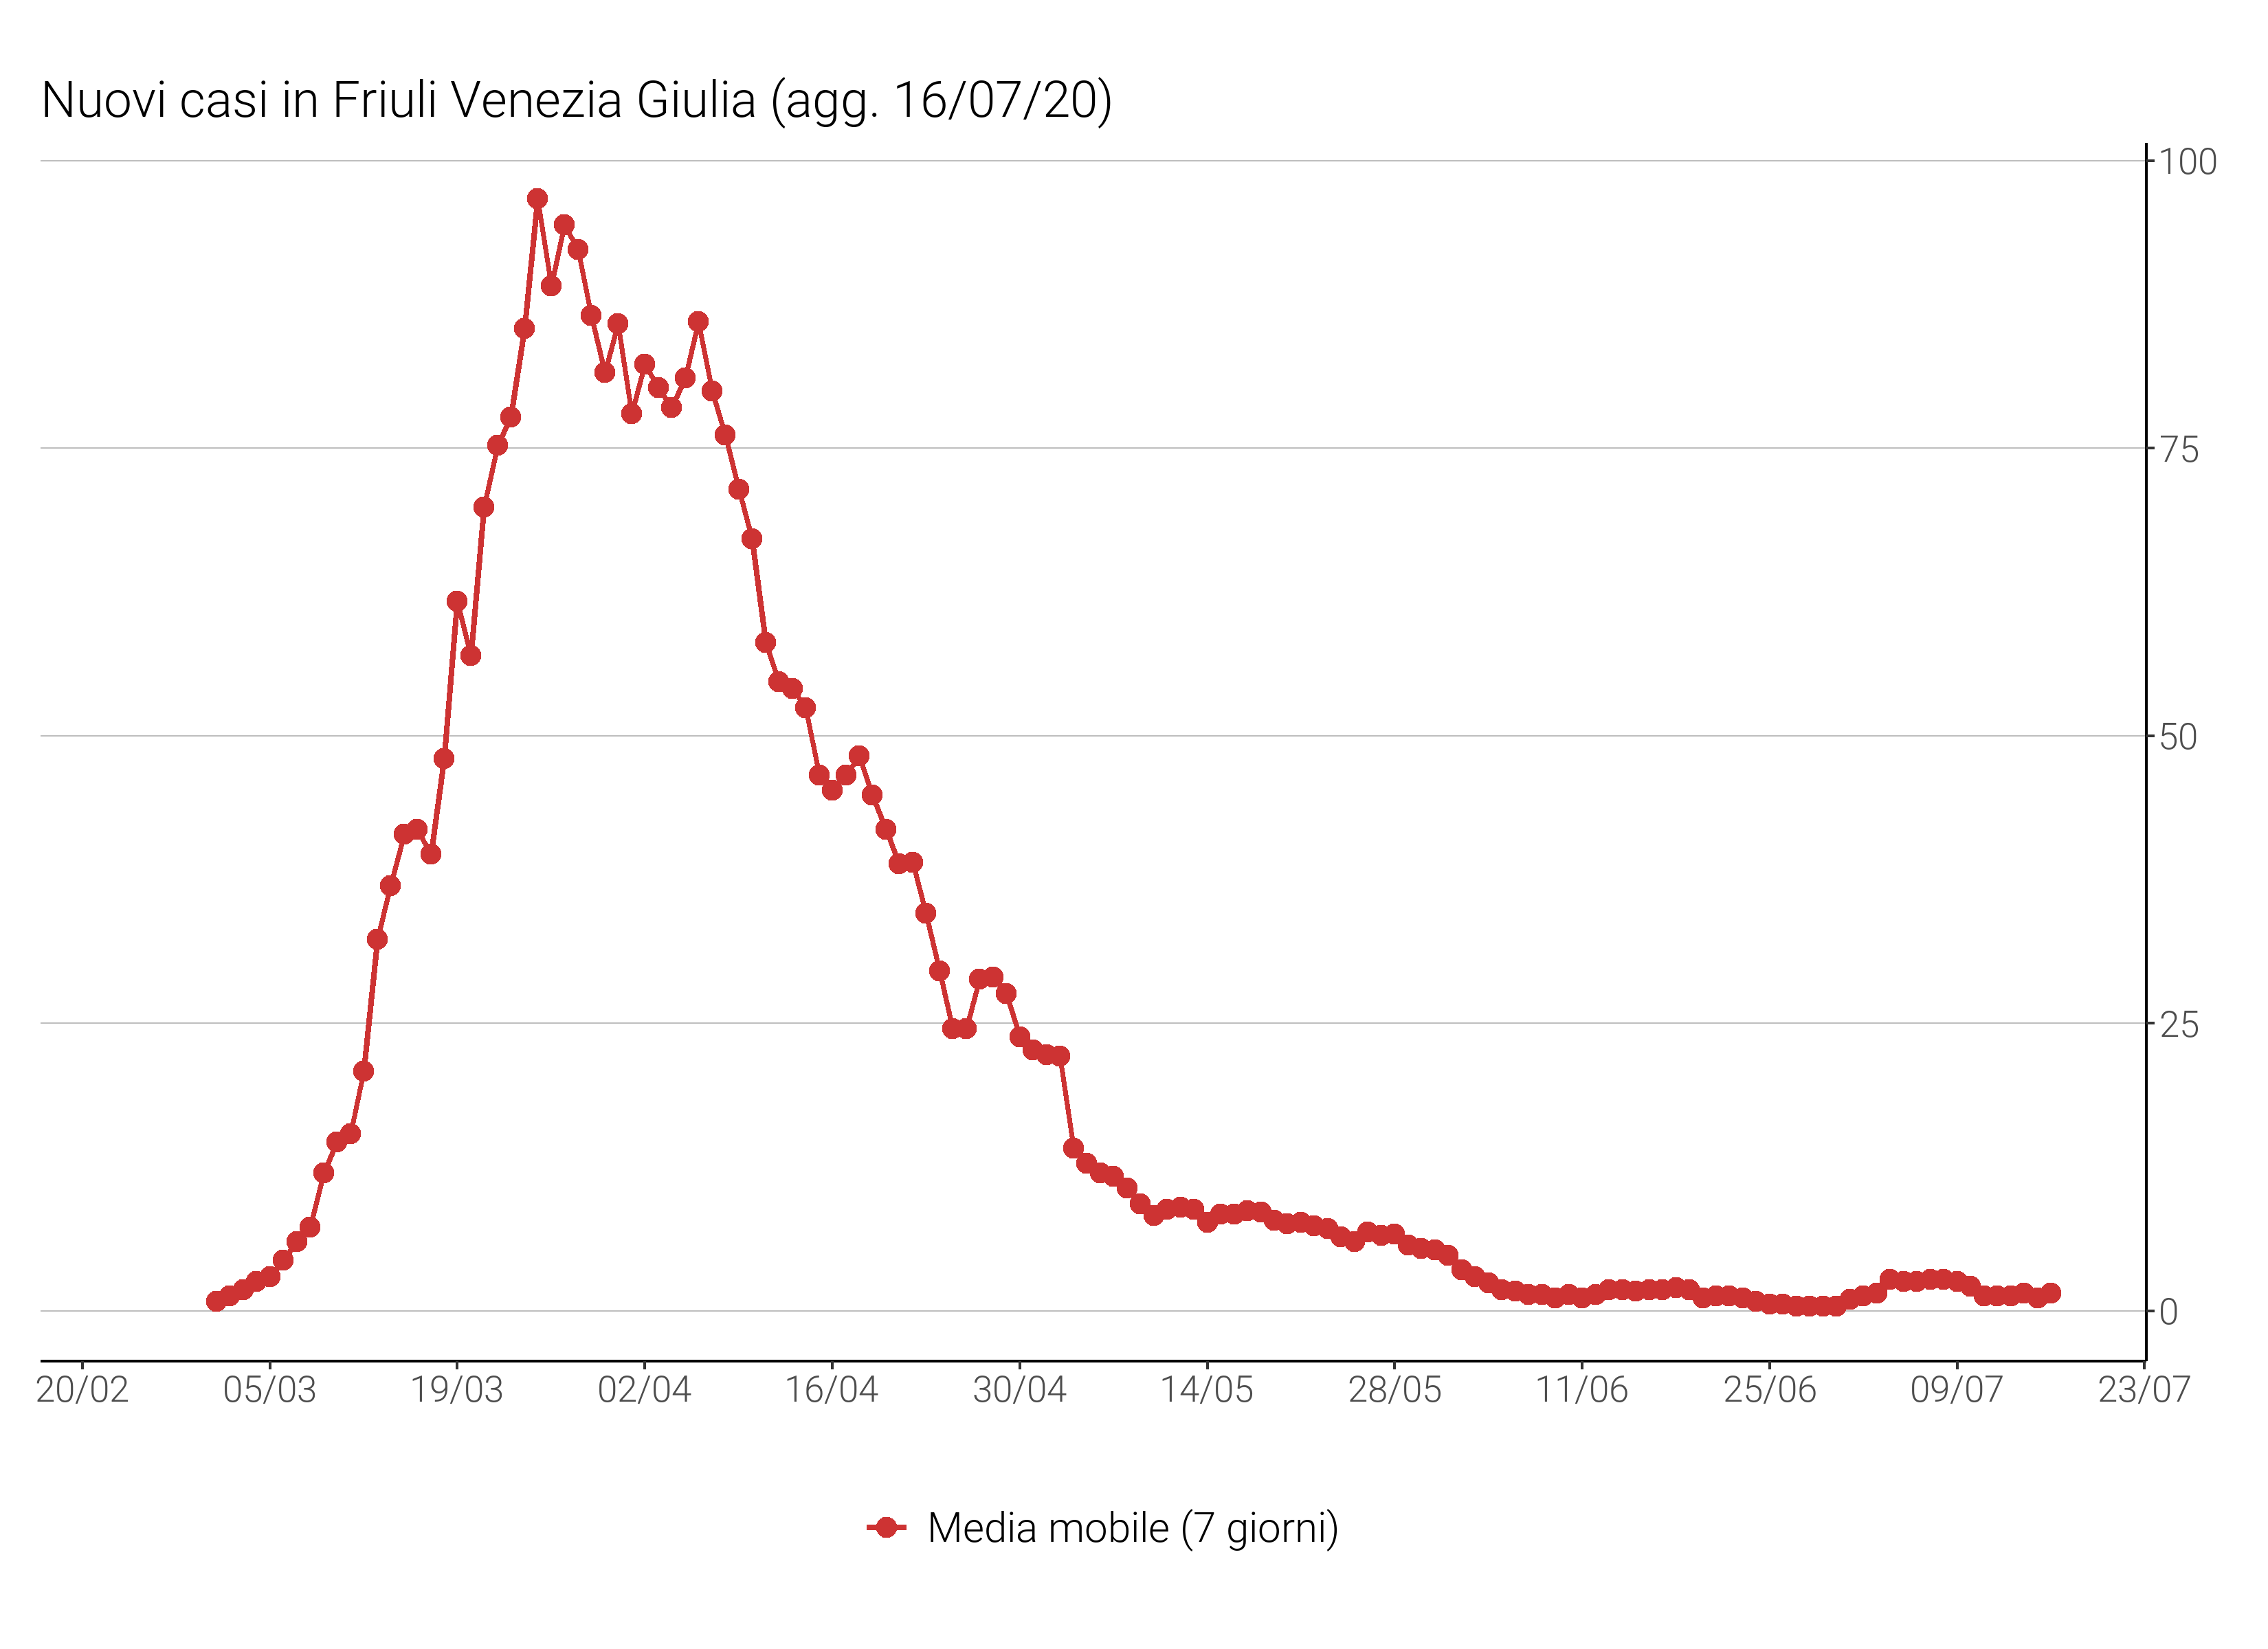 Nuovi casi in Friuli Venezia Giulia (agg. 16/07/20)
100
75
50
25
0
20/02 05/03 19/03 02/04 16/04 30/04 14/05 28/05 11/06 25/06 09/07 23/07
Media mobile (7 giorni)